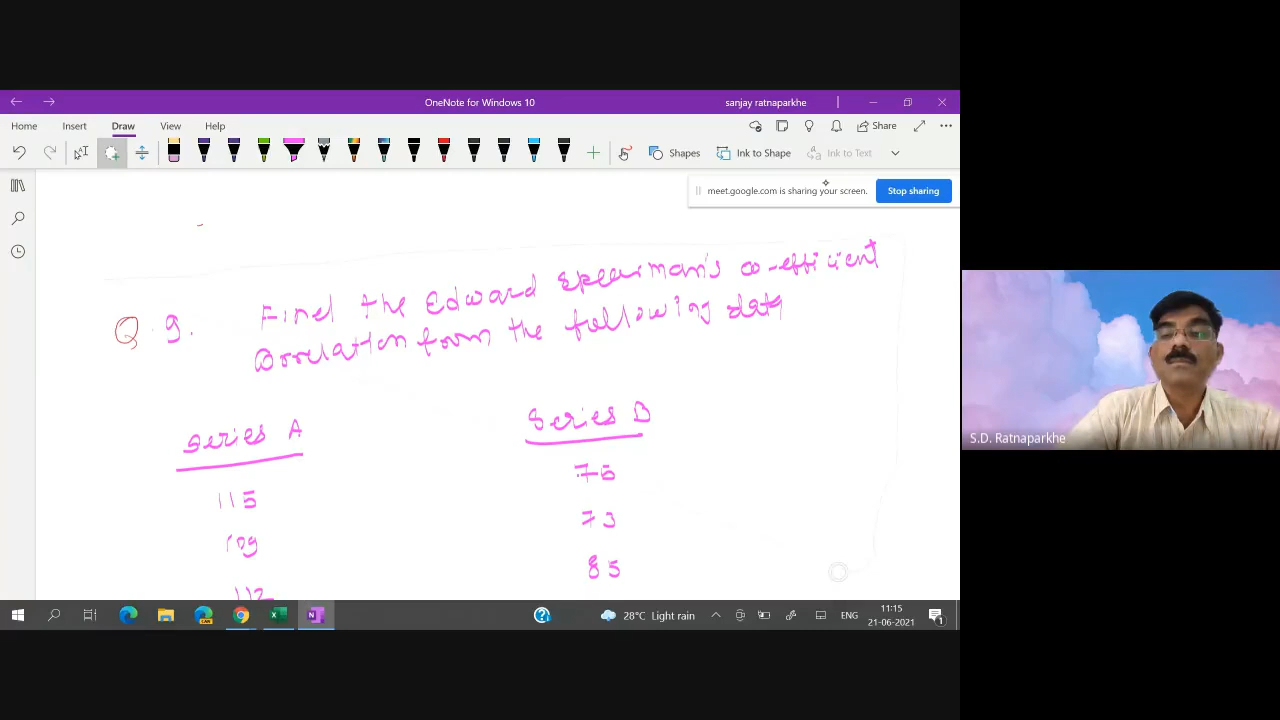 OneNote for Windows 10
sanjay ratnaparkhe
Home Insert Draw View Help
Share
Shapes
Ink to Shape
Ink to Text
meet.google.com is sharing your screen.
Stop sharing
Q. 9. Find the Edward Spearman's co-efficient
Correlation from the following data
Series A Series B
115 75
109 73
112 85
S.D. Ratnaparkhe
28°C Light rain
ENG
11:15
21-06-2021
1